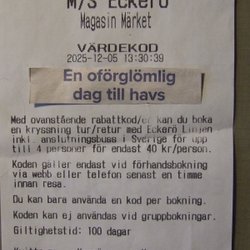 M/S Eckerö
Magasin Märket
VÄRDEKOD
2025-12-05 13:30:39
En oförglömlig
dag till havs
Med ovanstående rabattkod/er kan du boka
en kryssning tur/retur med Eckerö Linjen
inkl. anslutningsbuss i Sverige för upp
till 4 personer för endast 40 kr/person.
Koden gäller endast vid förhandsbokning
via webb eller telefon senast en timme
innan resa.
Du kan bara använda en kod per bokning.
Koden kan ej användas vid gruppbokningar.
Giltighetstid: 100 dagar